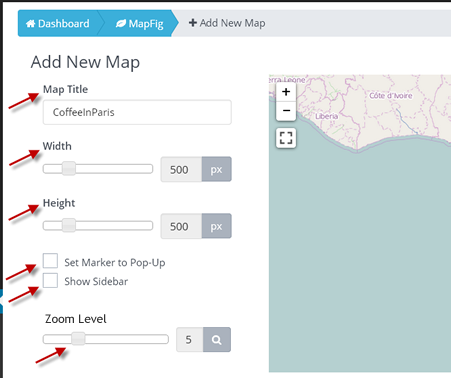 Dashboard MapFig + Add New Map
Add New Map
Map Title
CoffeeInParis
Width
500 px
Height
500 px
Set Marker to Pop-Up
Show Sidebar
Zoom Level
5
+
−
erra Leone
Liberia
Côte d'Ivoire